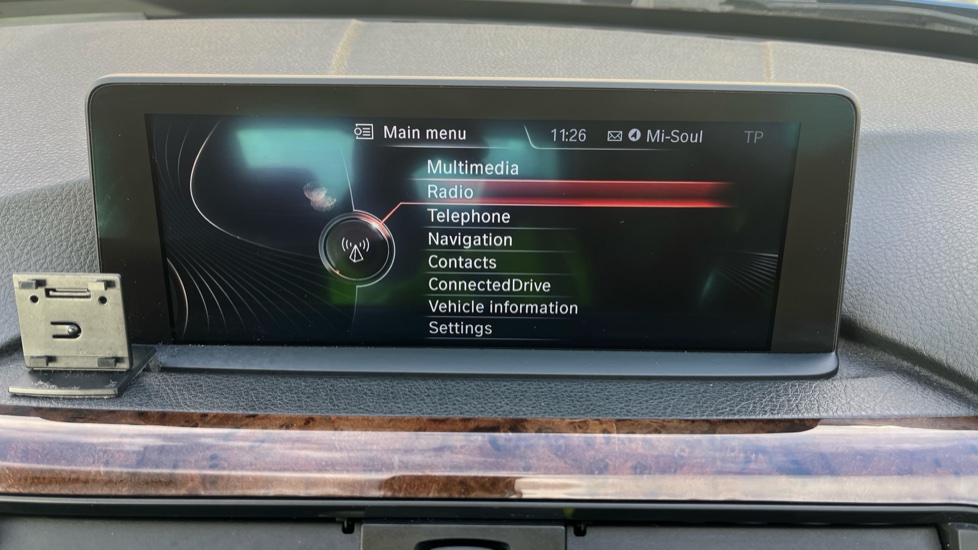 Main menu 11:26 Mi-Soul TP
Multimedia
Radio
Telephone
Navigation
Contacts
ConnectedDrive
Vehicle information
Settings